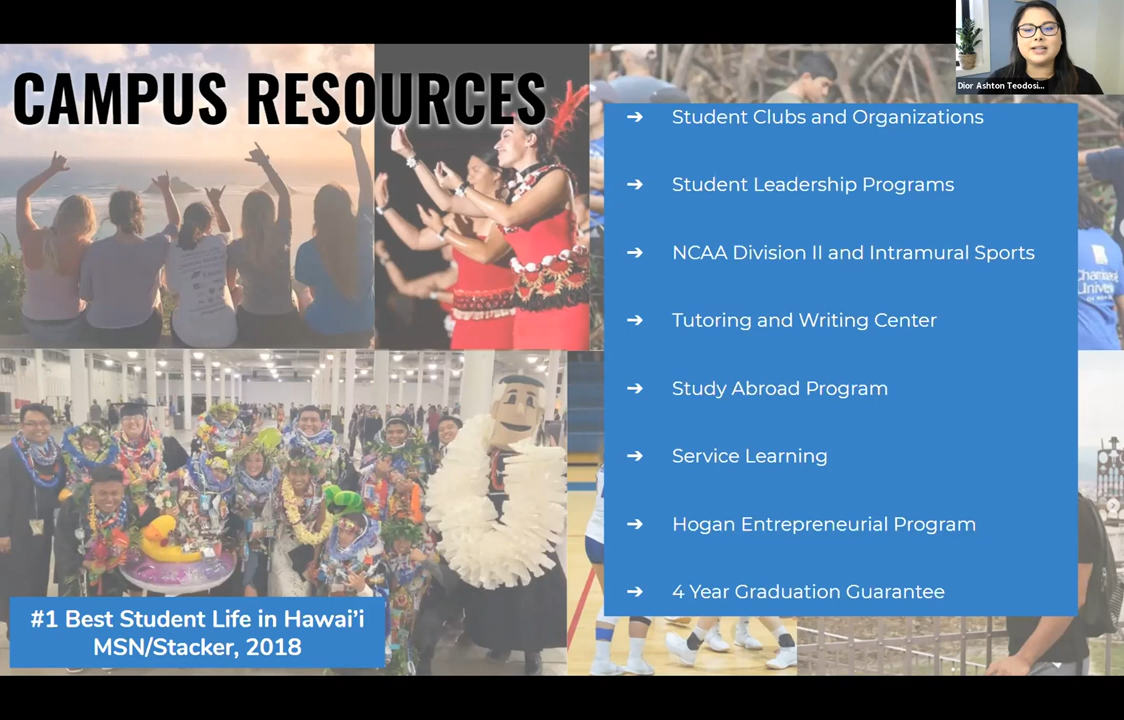 CAMPUS RESOURCES
Dior Ashton Teodosi...
➔ Student Clubs and Organizations
➔ Student Leadership Programs
➔ NCAA Division II and Intramural Sports
➔ Tutoring and Writing Center
➔ Study Abroad Program
➔ Service Learning
➔ Hogan Entrepreneurial Program
➔ 4 Year Graduation Guarantee
#1 Best Student Life in Hawai’i
MSN/Stacker, 2018